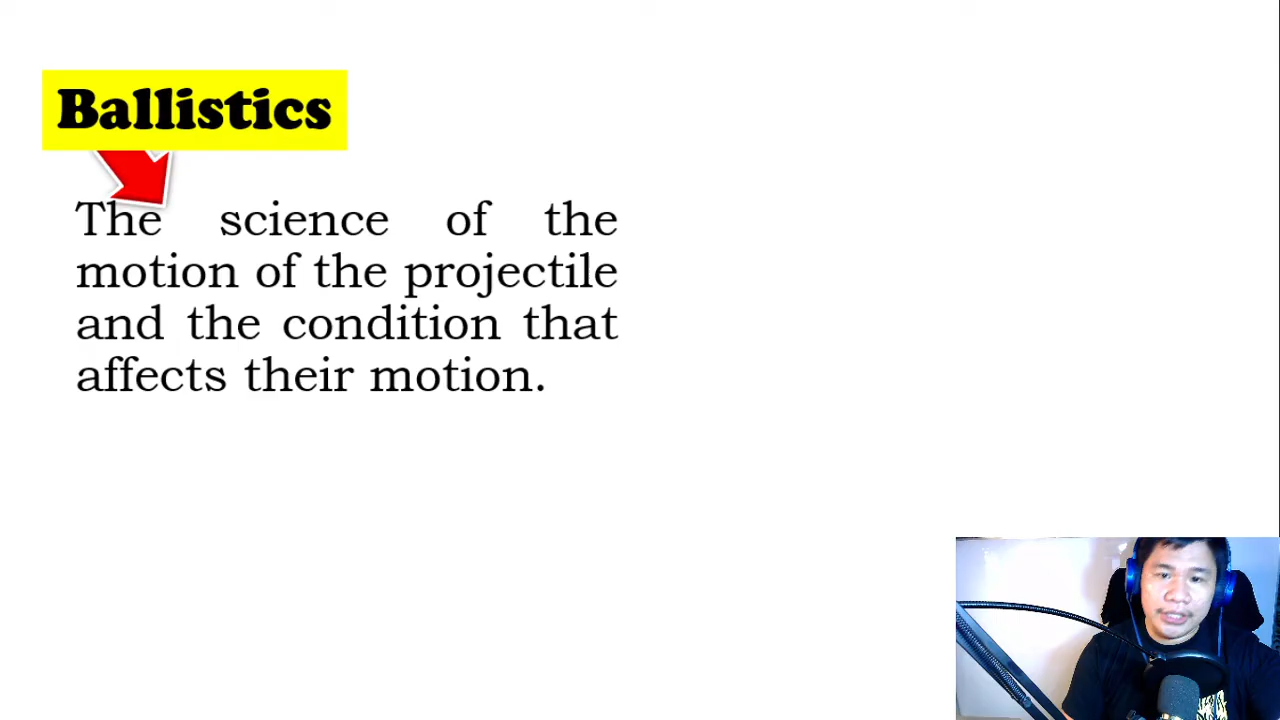 Ballistics
The science of the
motion of the projectile
and the condition that
affects their motion.